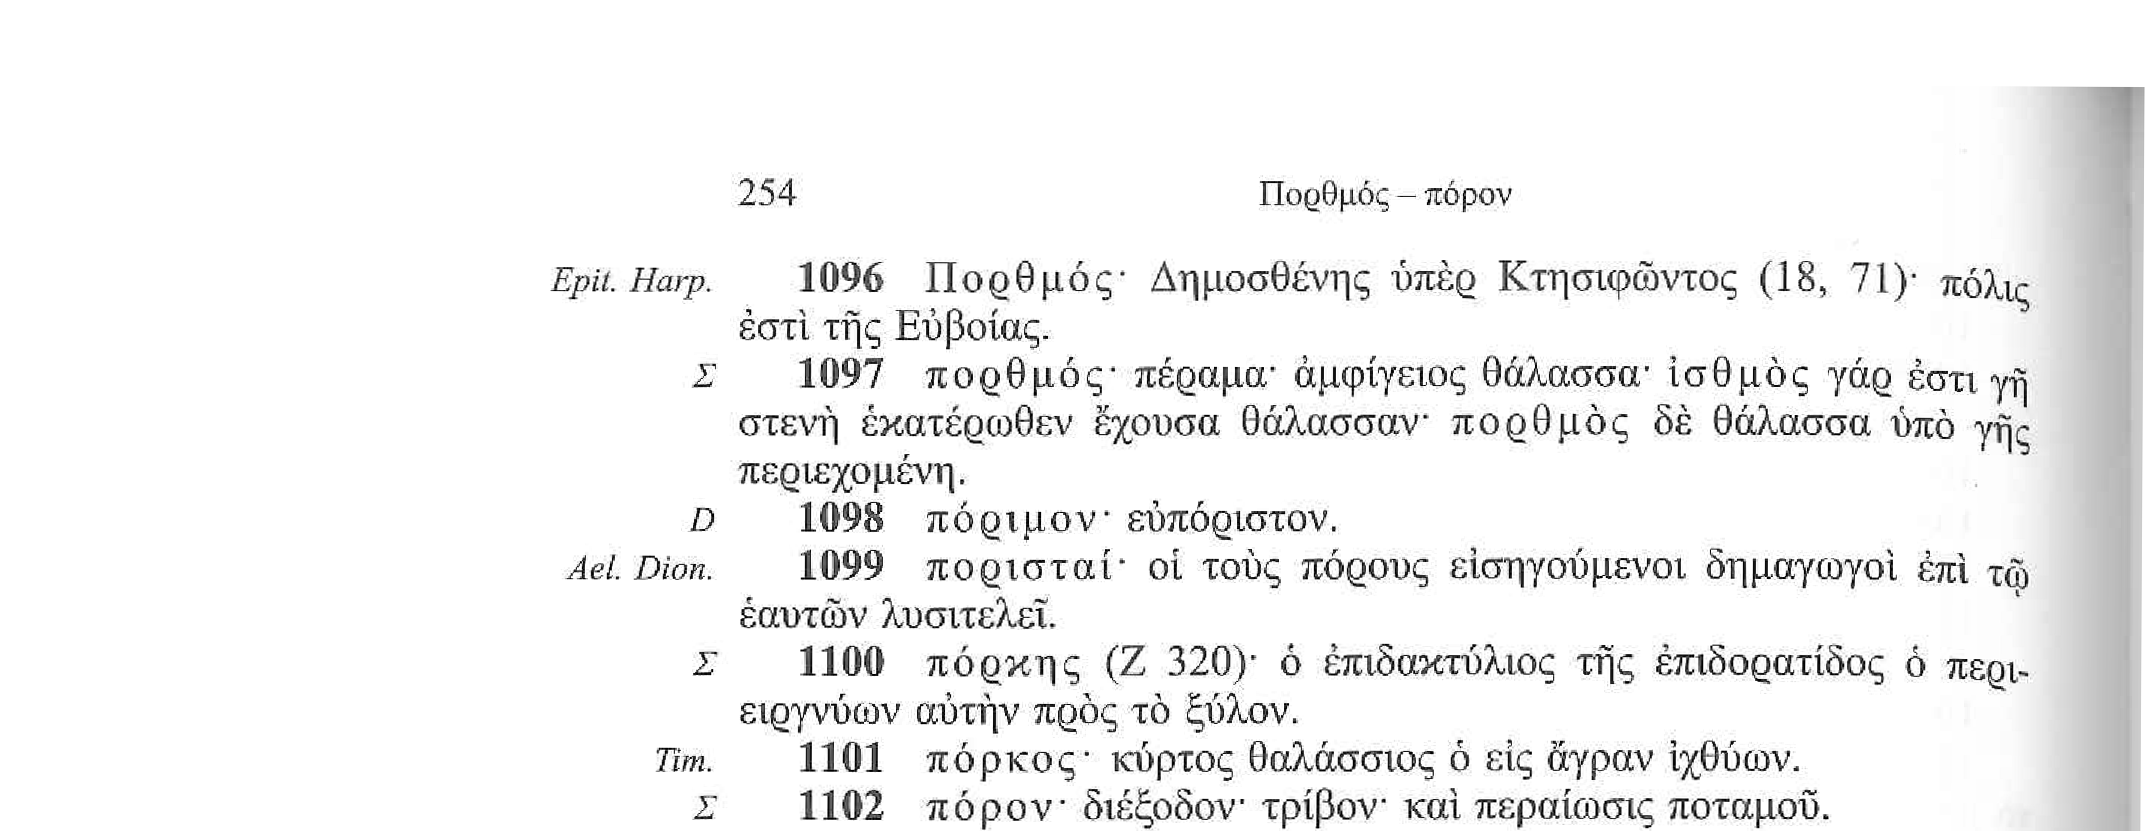 254 Πορθμός – πόρον
Epit. Harp. 1096 Πορθμός· Δημοσθένης ὑπὲρ Κτησιφῶντος (18, 71)· πόλις
ἐστὶ τῆς Εὐβοίας.
Σ 1097 πορθμός· πέραμα· ἀμφίγειος θάλασσα· ἰσθμὸς γάρ ἐστι γῆ
στενὴ ἑκατέρωθεν ἔχουσα θάλασσαν· πορθμὸς δὲ θάλασσα ὑπὸ γῆς
περιεχομένη.
D 1098 πόριμον· εὐπόριστον.
Ael. Dion. 1099 πορισταί· οἱ τοὺς πόρους εἰσηγούμενοι δημαγωγοὶ ἐπὶ τῷ
ἑαυτῶν λυσιτελεῖ.
Σ 1100 πόρκης (Ζ 320)· ὁ ἐπιδακτύλιος τῆς ἐπιδορατίδος ὁ περι-
ειργνύων αὐτὴν πρὸς τὸ ξύλον.
Tim. 1101 πόρκος· κύρτος θαλάσσιος ὁ εἰς ἄγραν ἰχθύων.
Σ 1102 πόρον· διέξοδον· τρίβον· καὶ περαίωσις ποταμοῦ.